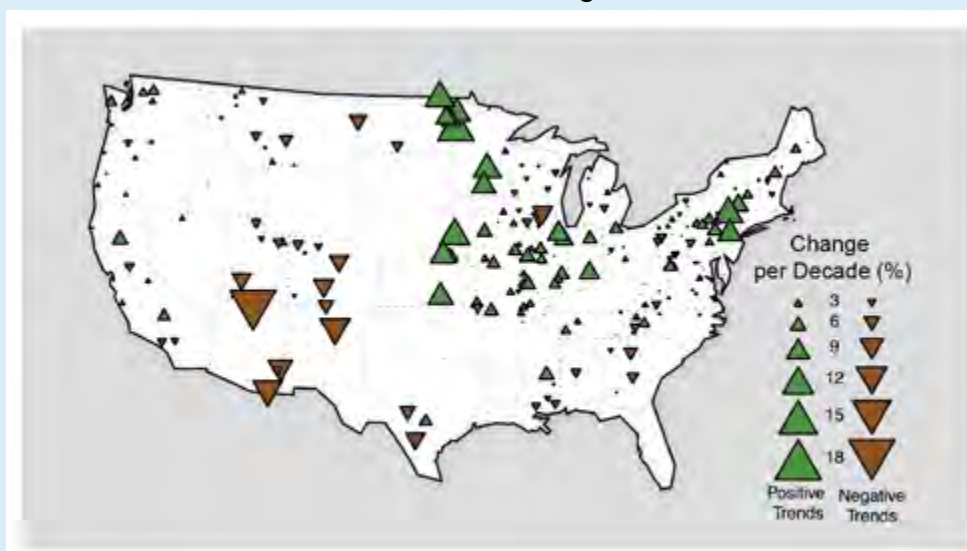 Change
per Decade (%)
3
6
9
12
15
18
Positive Negative
Trends Trends